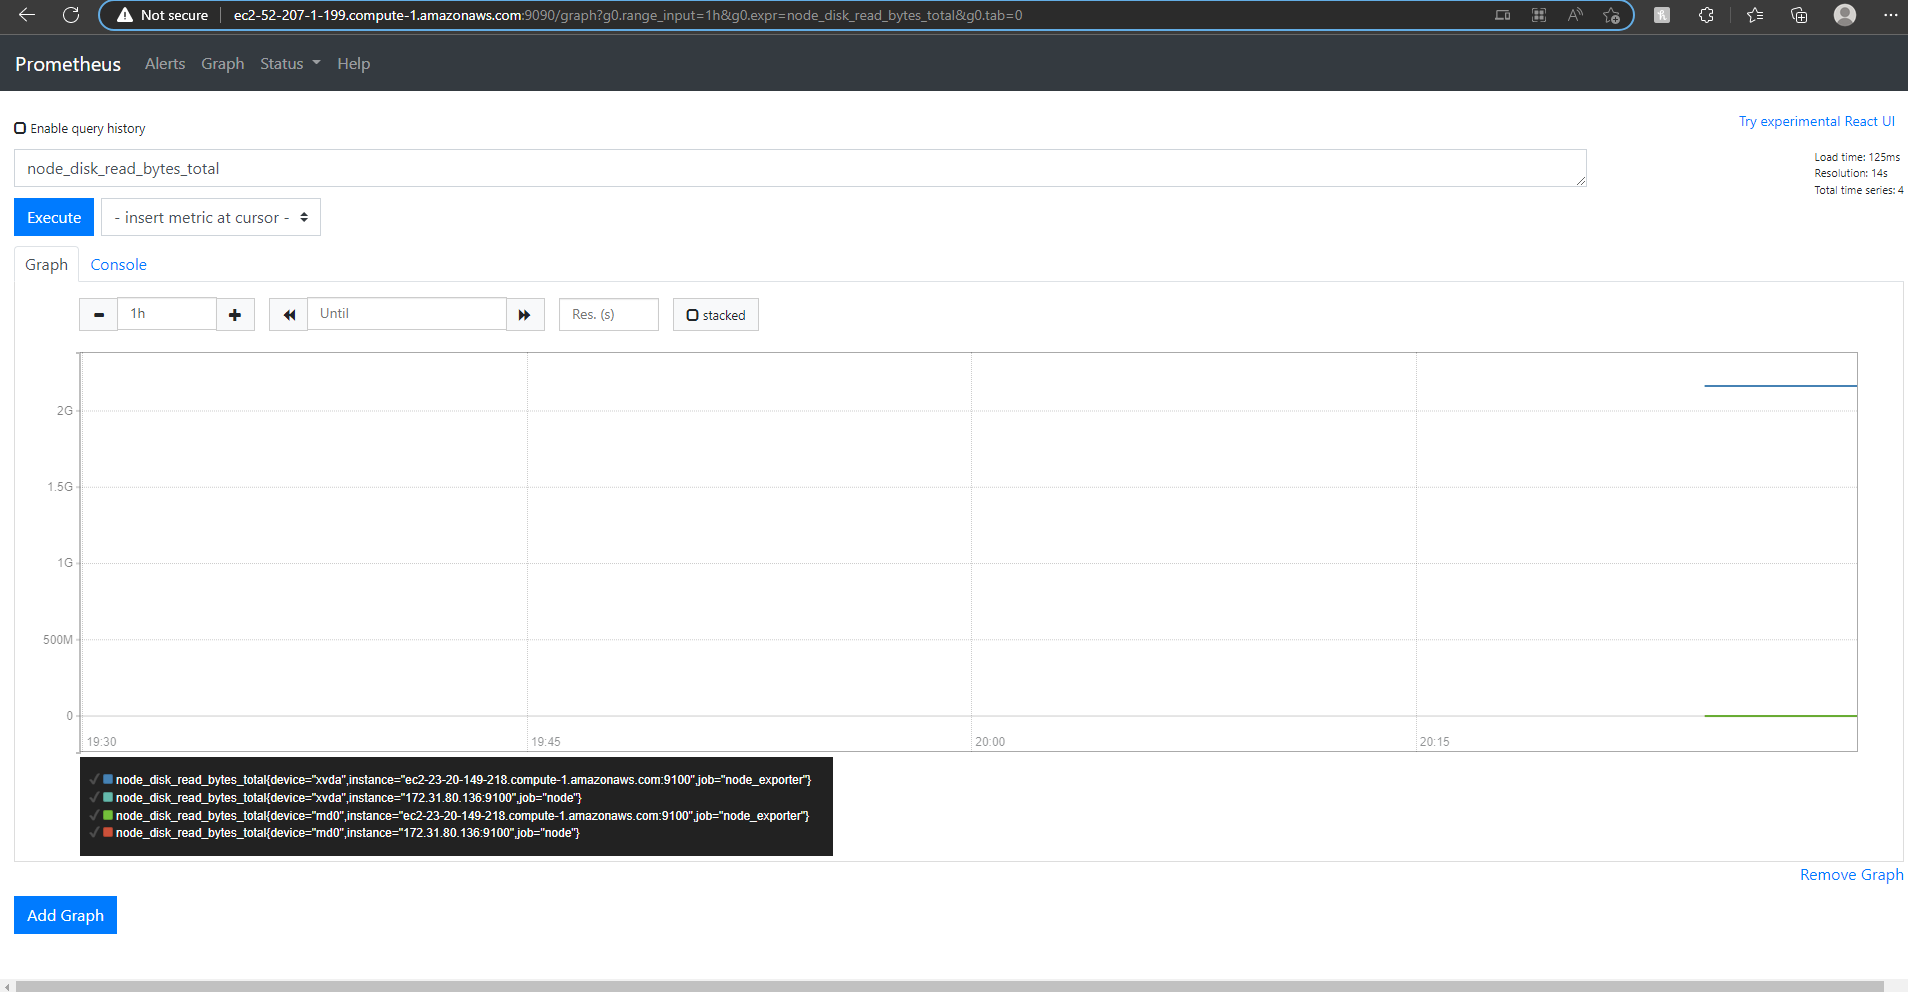 Not secure
ec2-52-207-1-199.compute-1.amazonaws.com:9090/graph?g0.range_input=1h&g0.expr=node_disk_read_bytes_total&g0.tab=0
Prometheus Alerts Graph Status Help
Enable query history
Try experimental React UI
node_disk_read_bytes_total
Load time: 125ms
Resolution: 14s
Total time series: 4
Execute - insert metric at cursor -
Graph Console
1h Until Res. (s) stacked
2G
1.5G
1G
500M
0
19:30 19:45 20:00 20:15
node_disk_read_bytes_total{device="xvda",instance="ec2-23-20-149-218.compute-1.amazonaws.com:9100",job="node_exporter"}
node_disk_read_bytes_total{device="xvda",instance="172.31.80.136:9100",job="node"}
node_disk_read_bytes_total{device="md0",instance="ec2-23-20-149-218.compute-1.amazonaws.com:9100",job="node_exporter"}
node_disk_read_bytes_total{device="md0",instance="172.31.80.136:9100",job="node"}
Remove Graph
Add Graph